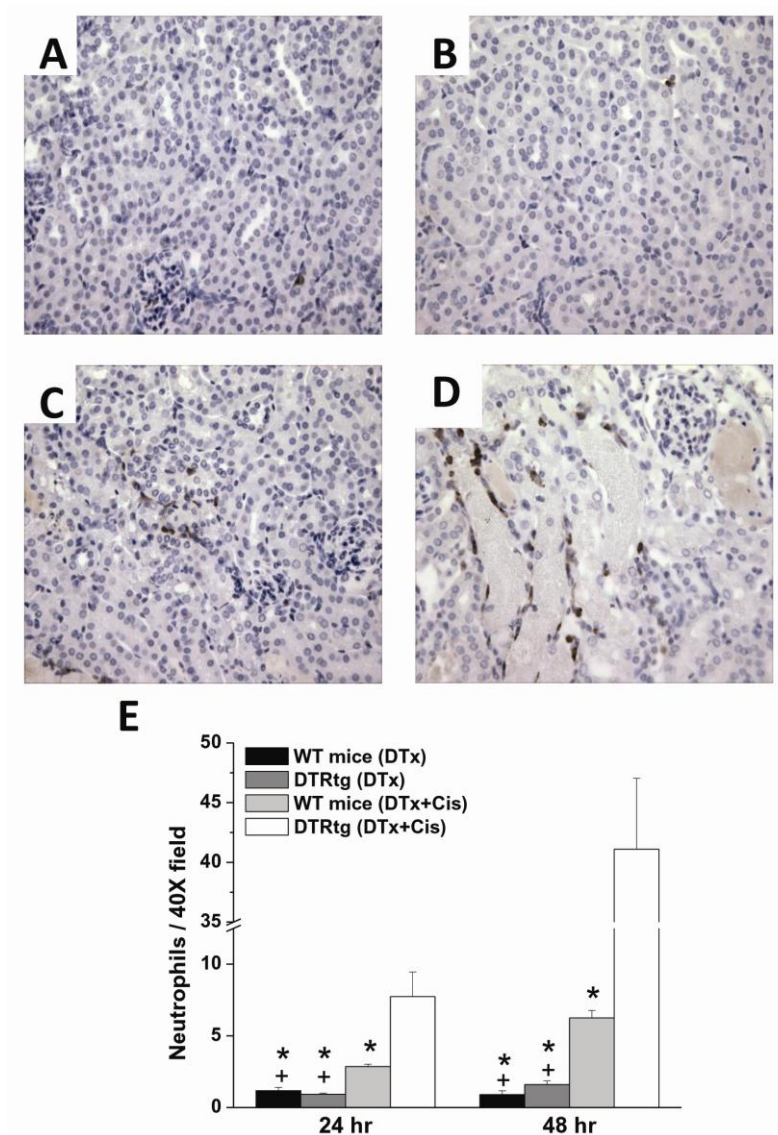 A
B
C
D
E
50
45
40
35
10
5
0
Neutrophils / 40X field
WT mice (DTx)
DTRtg (DTx)
WT mice (DTx+Cis)
DTRtg (DTx+Cis)
* * * * * *
+ + + +
24 hr 48 hr